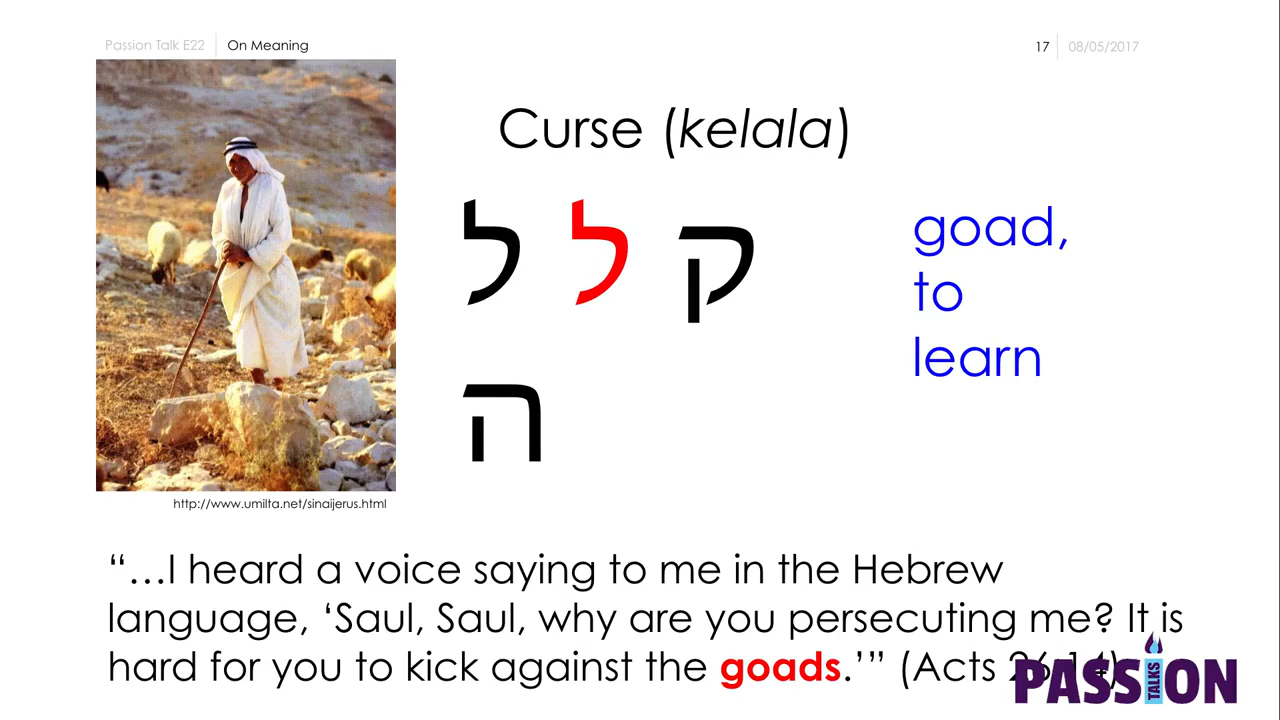 Passion Talk E22 On Meaning 17 08/05/2017
Curse (kelala)
ק ל ל
ה
goad,
to
learn
http://www.umilta.net/sinaijerus.html
“...I heard a voice saying to me in the Hebrew
language, ‘Saul, Saul, why are you persecuting me? It is
hard for you to kick against the goads.’” (Acts 26:14)
PASSION
TALKS